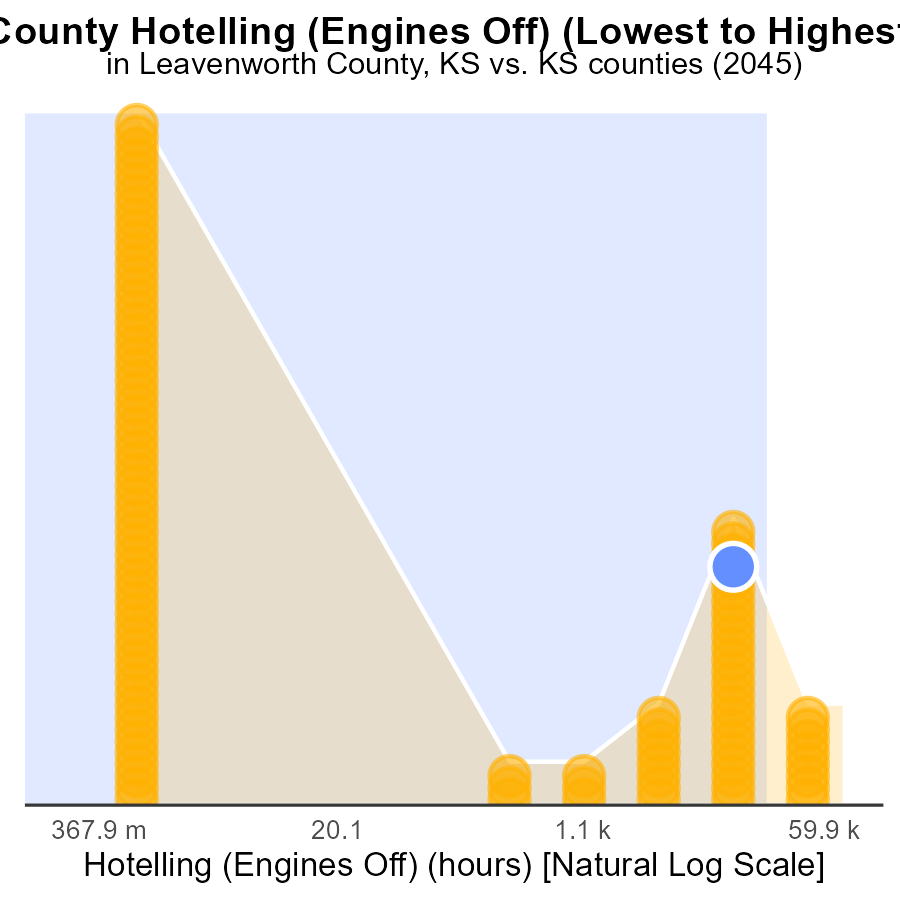 County Hotelling (Engines Off) (Lowest to Highest
in Leavenworth County, KS vs. KS counties (2045)
367.9 m 20.1 1.1 k 59.9 k
Hotelling (Engines Off) (hours) [Natural Log Scale]